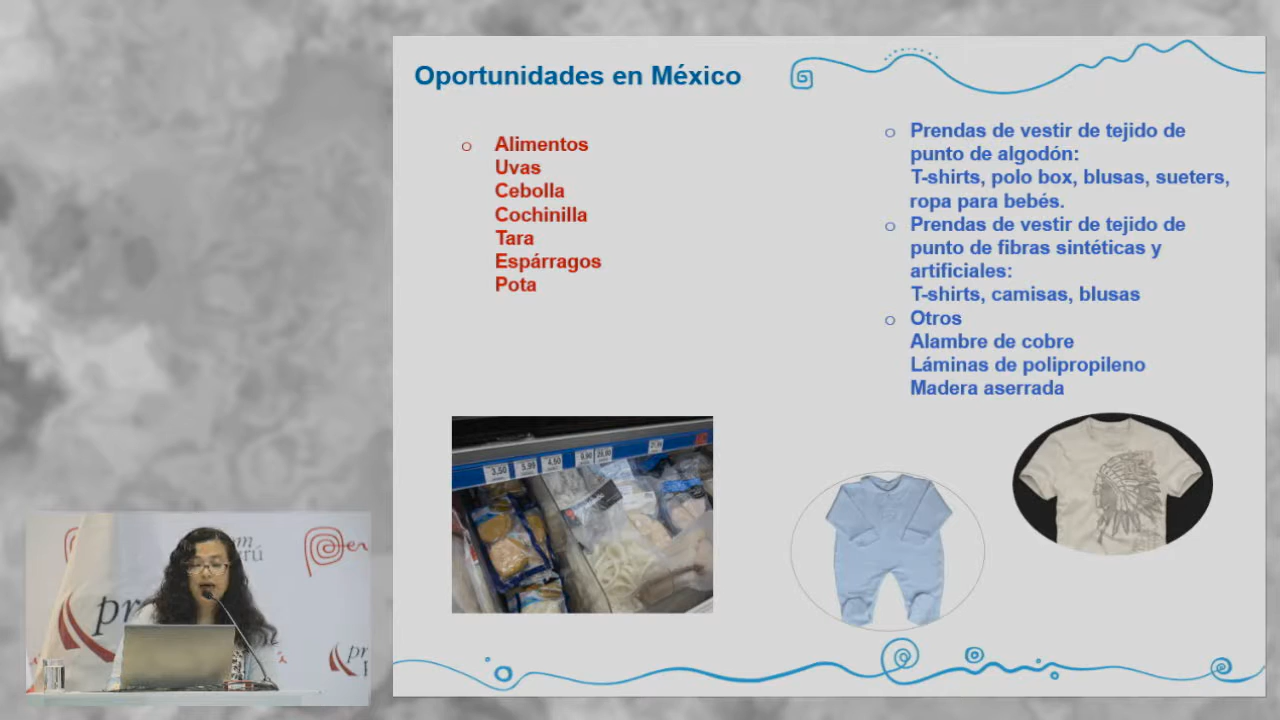 Oportunidades en México
o Alimentos
Uvas
Cebolla
Cochinilla
Tara
Espárragos
Pota
o Prendas de vestir de tejido de
punto de algodón:
T-shirts, polo box, blusas, sueters,
ropa para bebés.
o Prendas de vestir de tejido de
punto de fibras sintéticas y
artificiales:
T-shirts, camisas, blusas
o Otros
Alambre de cobre
Láminas de polipropileno
Madera aserrada
3,50
5,99
4,50